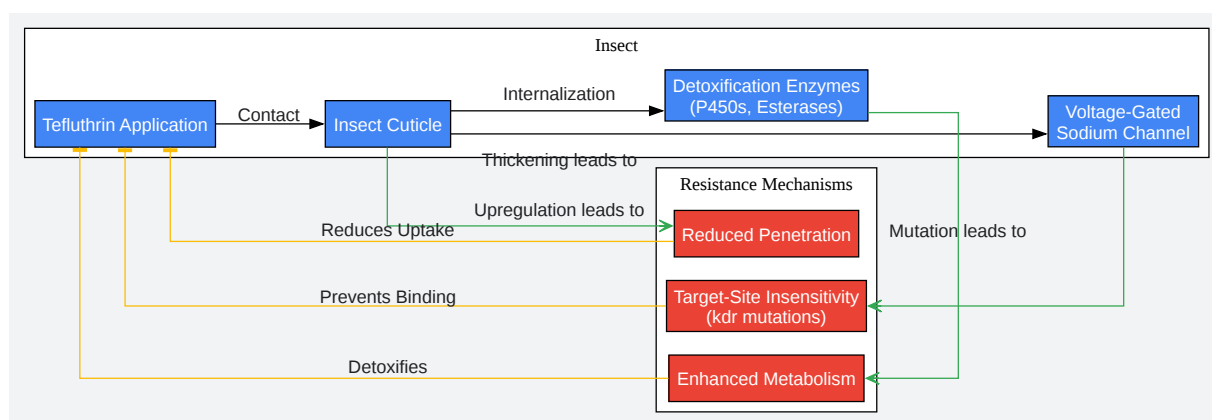 Insect
Tefluthrin Application
Contact
Insect Cuticle
Internalization
Detoxification Enzymes
(P450s, Esterases)
Voltage-Gated
Sodium Channel
Thickening leads to
Resistance Mechanisms
Upregulation leads to
Reduces Uptake
Reduced Penetration
Mutation leads to
Prevents Binding
Target-Site Insensitivity
(kdr mutations)
Detoxifies
Enhanced Metabolism